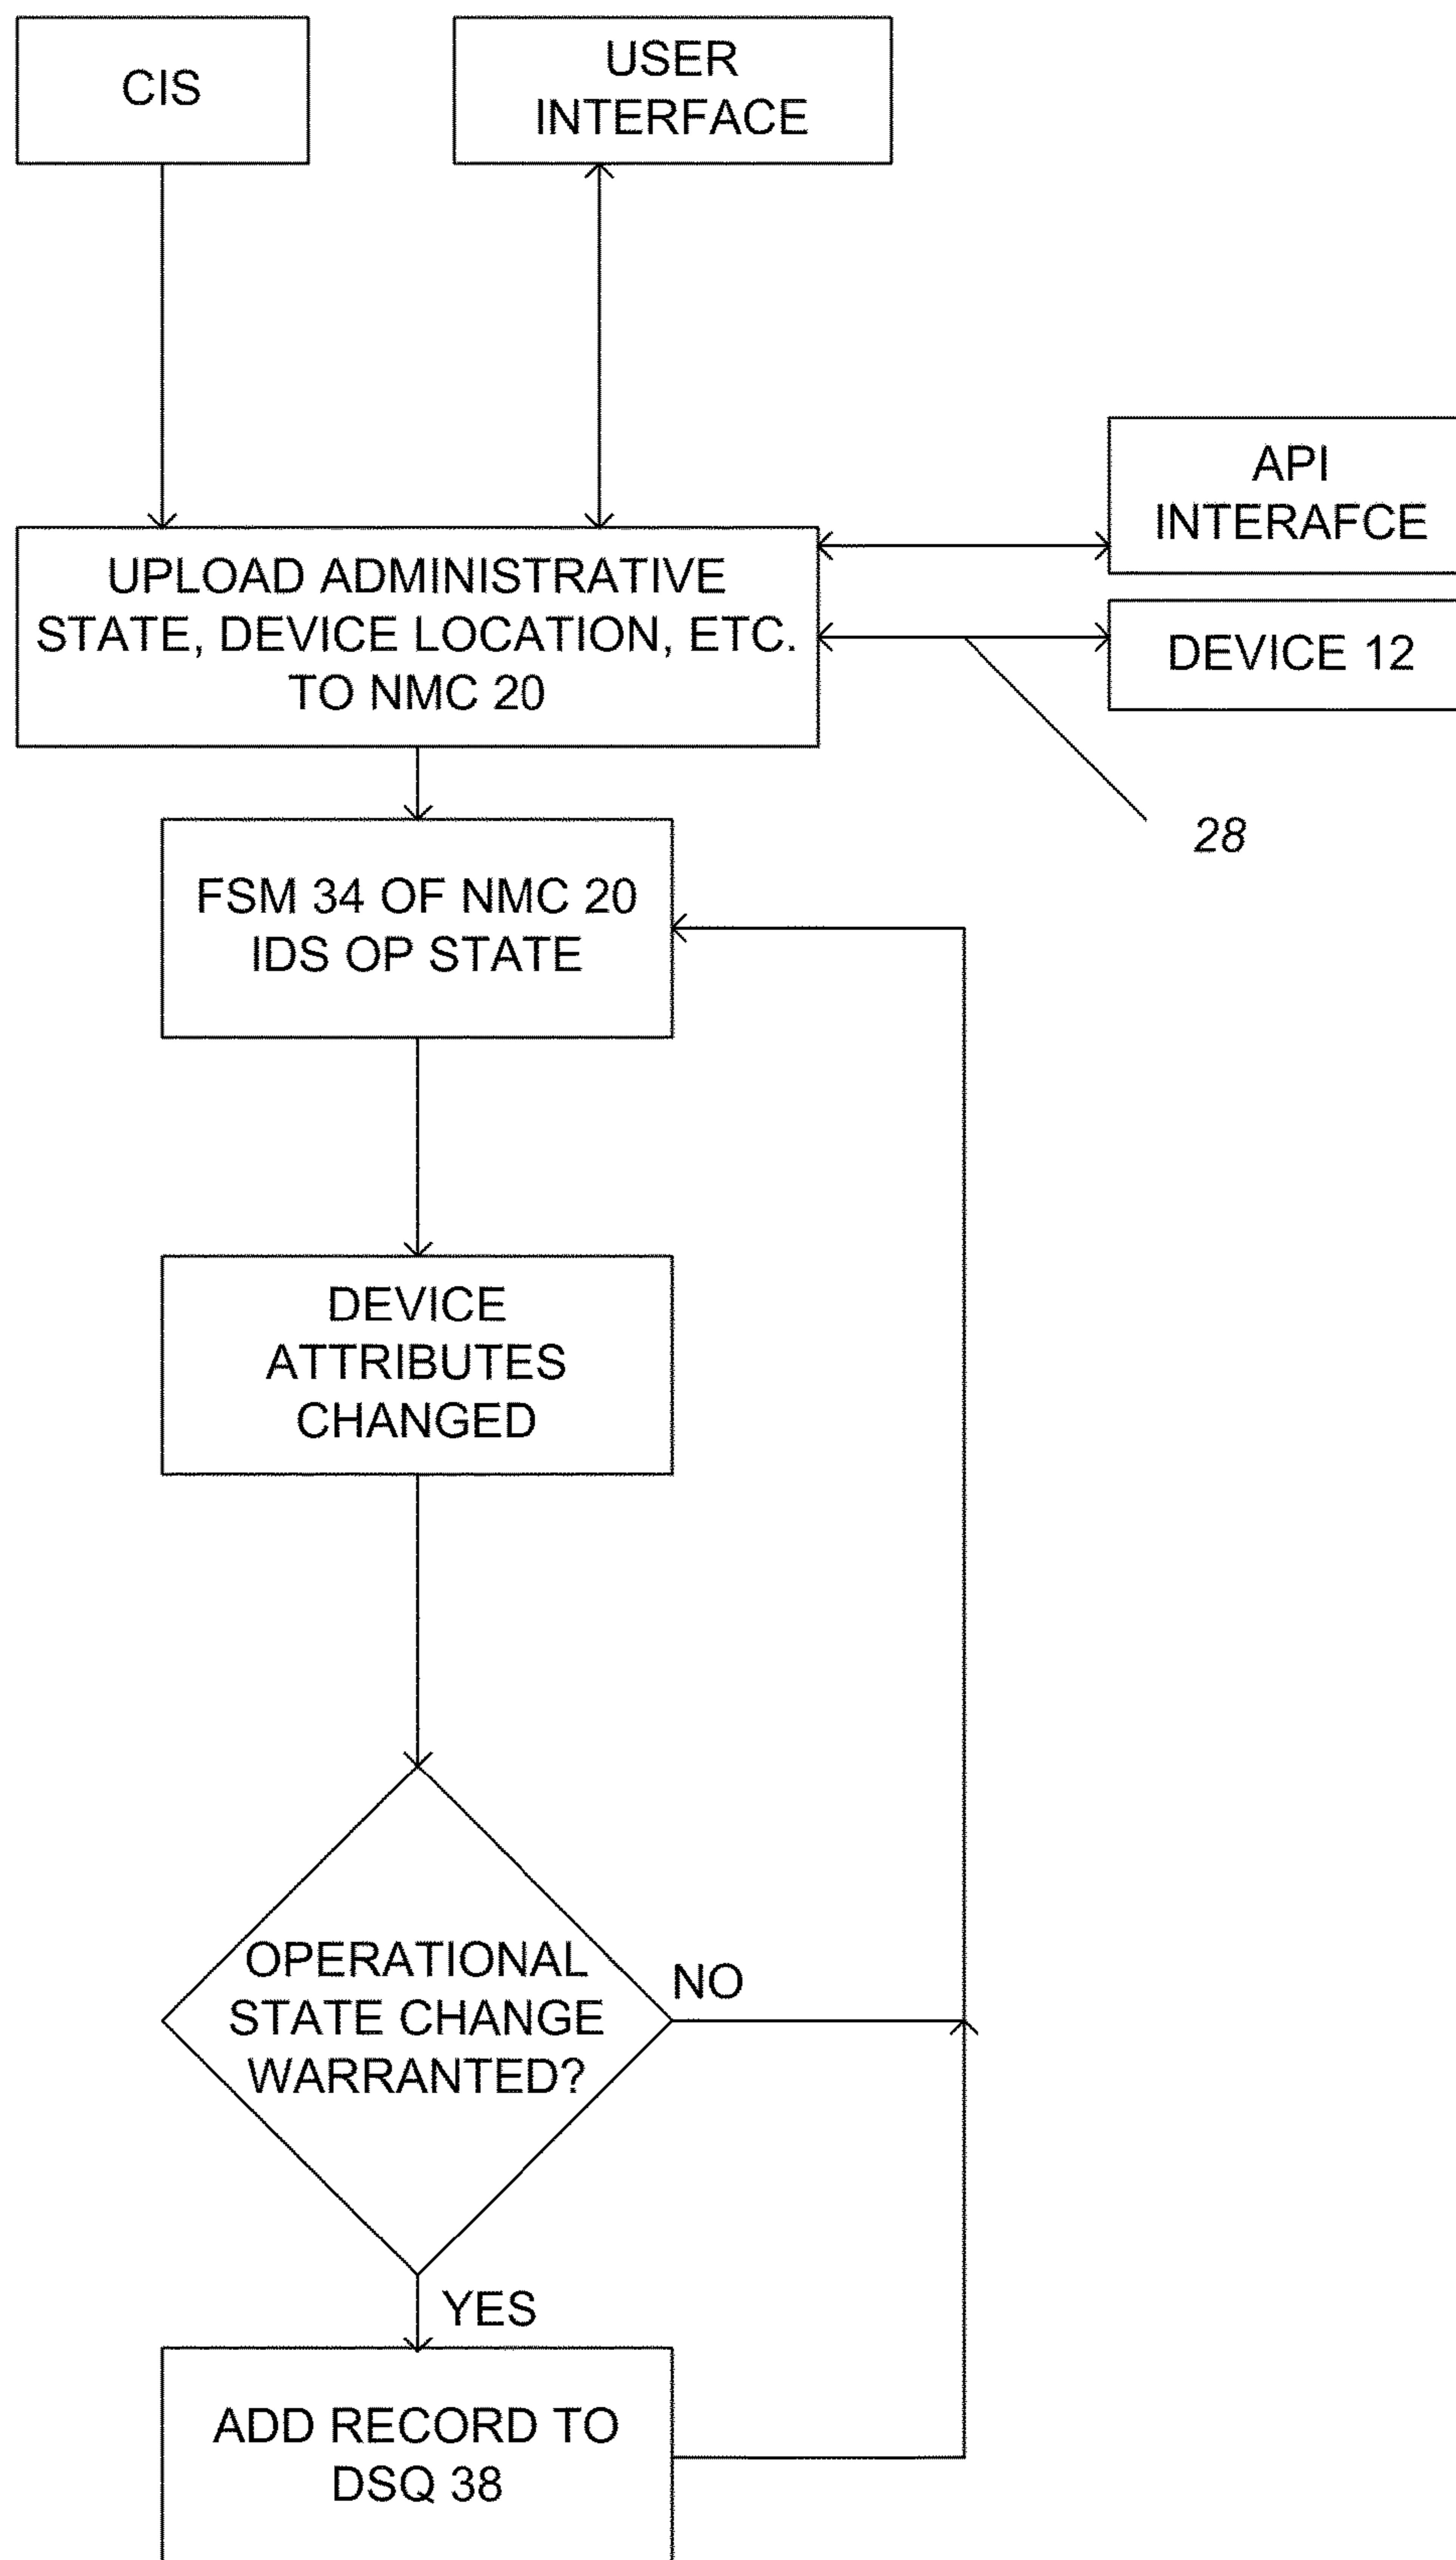 CIS
USER
INTERFACE
API
INTERAFCE
UPLOAD ADMINISTRATIVE
STATE, DEVICE LOCATION, ETC.
TO NMC 20
DEVICE 12
28
FSM 34 OF NMC 20
IDS OP STATE
DEVICE
ATTRIBUTES
CHANGED
OPERATIONAL
STATE CHANGE
WARRANTED?
NO
YES
ADD RECORD TO
DSQ 38